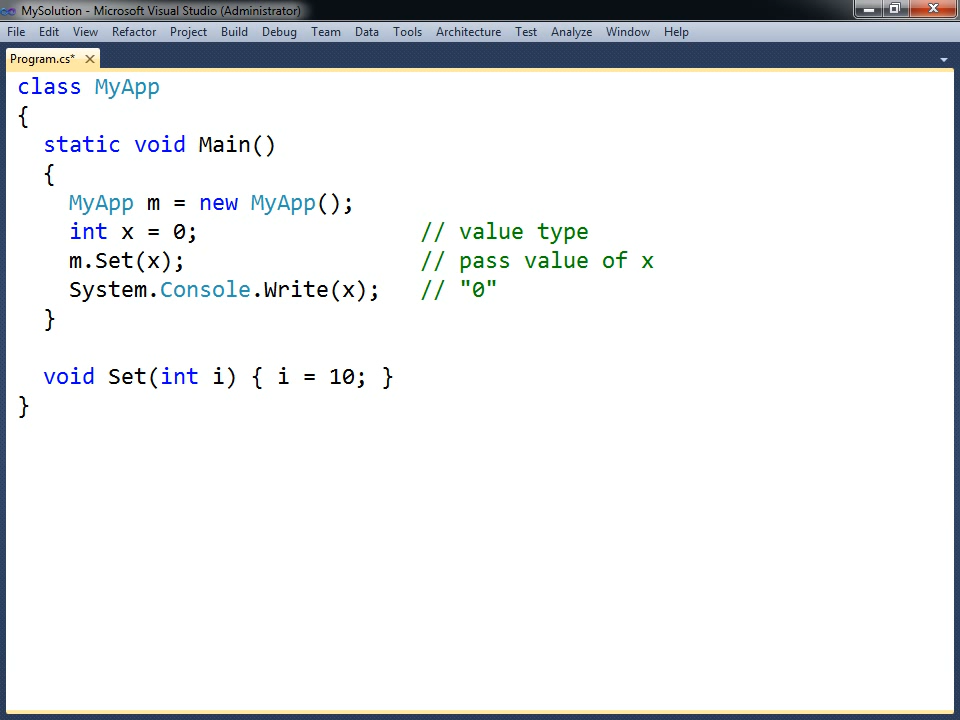 MySolution - Microsoft Visual Studio (Administrator)
File Edit View Refactor Project Build Debug Team Data Tools Architecture Test Analyze Window Help
Program.cs*
class MyApp
{
  static void Main()
  {
    MyApp m = new MyApp();
    int x = 0;                 // value type
    m.Set(x);                  // pass value of x
    System.Console.Write(x);   // "0"
  }

  void Set(int i) { i = 10; }
}